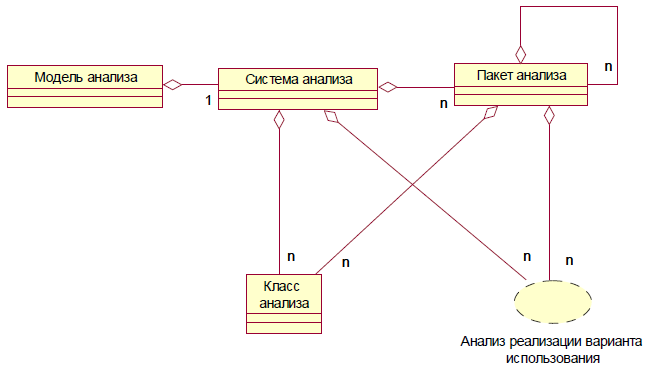 n
Модель анализа
Система анализа
Пакет анализа
1
n
n
n
n
n
Класс
анализа
Анализ реализации варианта
использования